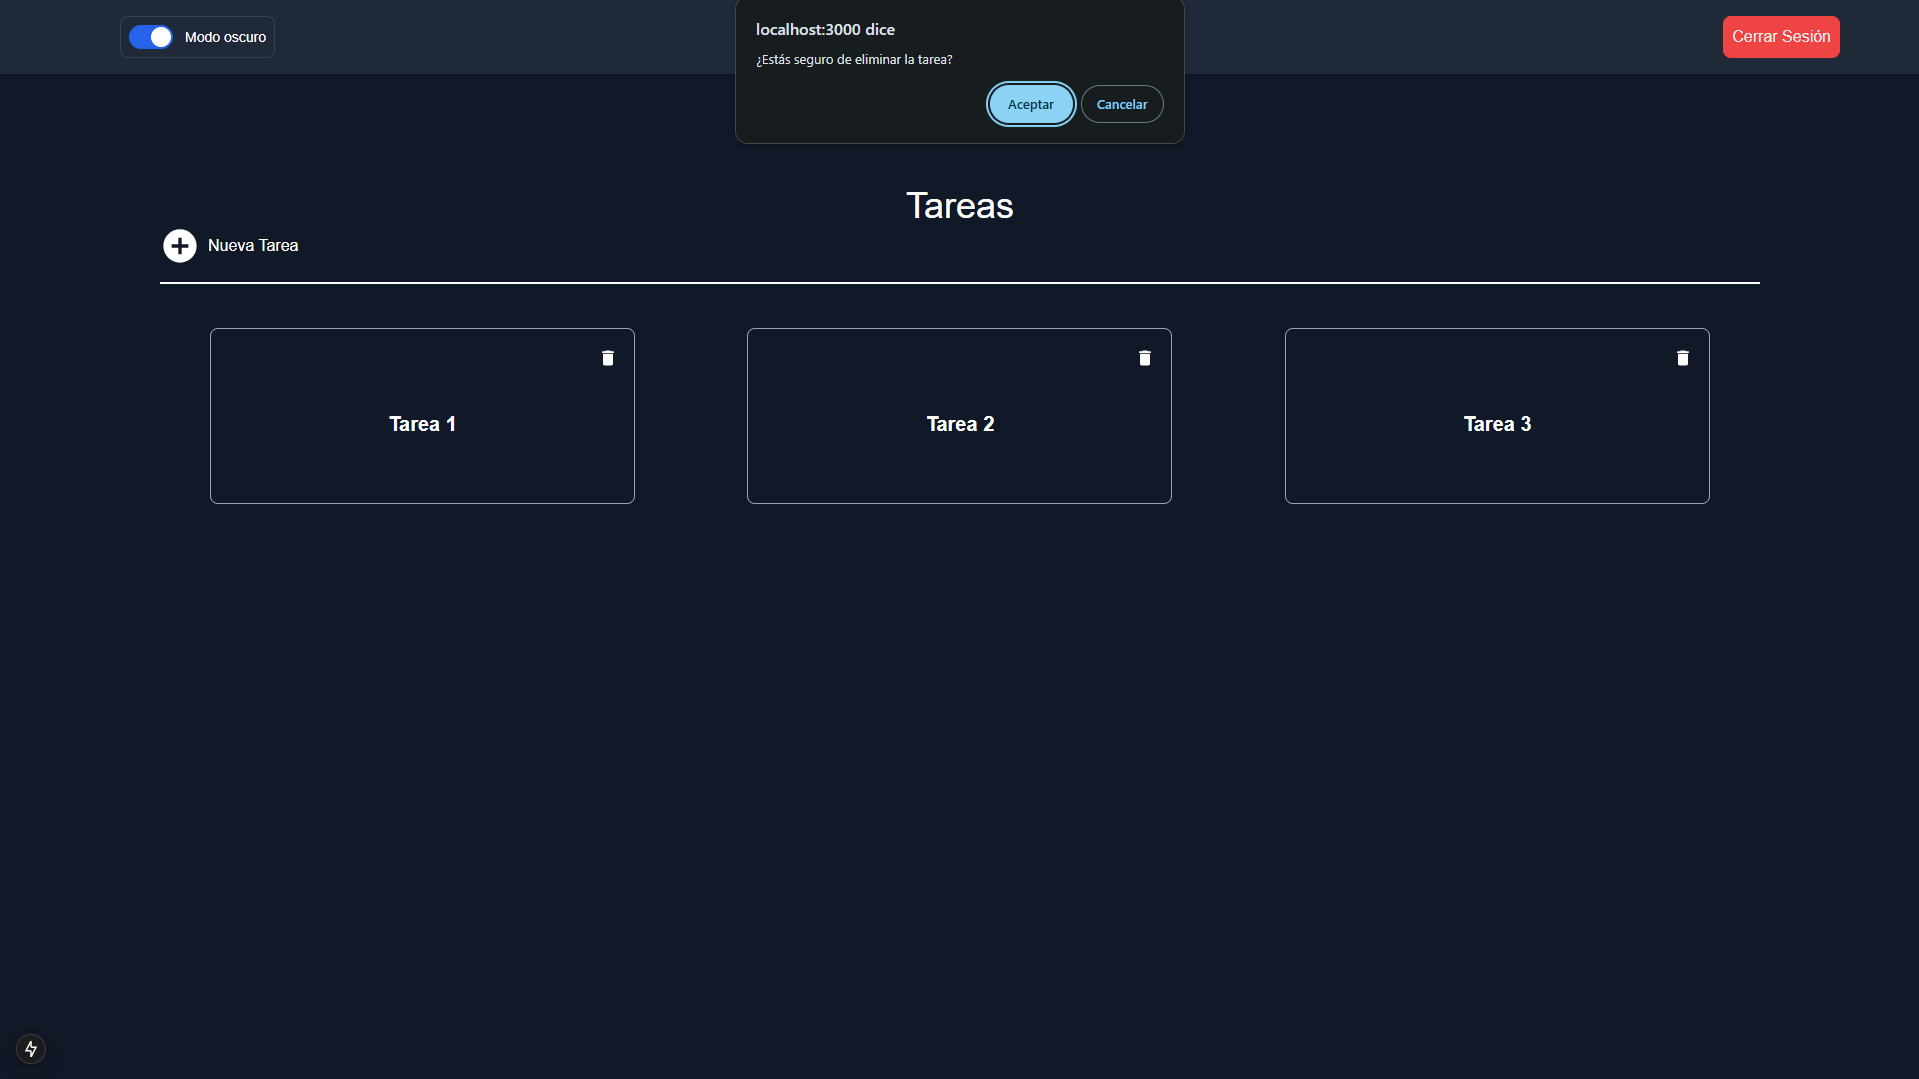 Modo oscuro
localhost:3000 dice
¿Estás seguro de eliminar la tarea?
Aceptar
Cancelar
Cerrar Sesión
Tareas
Nueva Tarea
Tarea 1
Tarea 2
Tarea 3